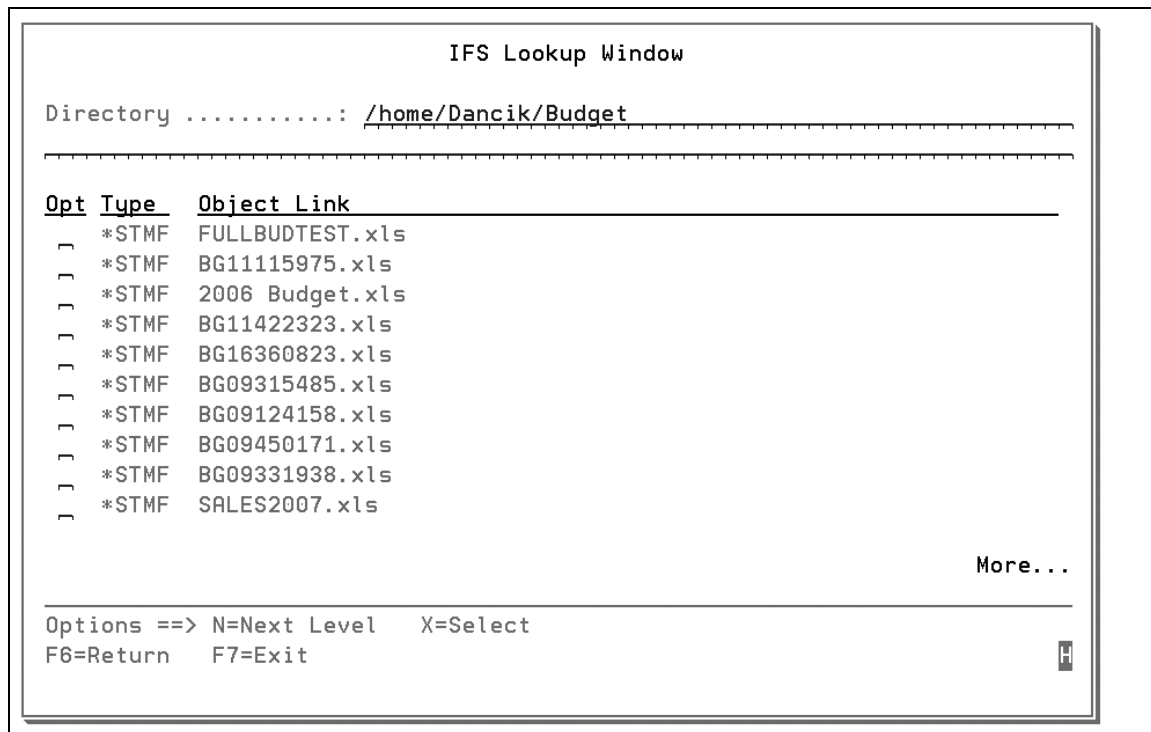 IFS Lookup Window
Directory ...........: /home/Dancik/Budget
Opt Type Object Link
*STMF FULLBUDTEST.xls
*STMF BG11115975.xls
*STMF 2006 Budget.xls
*STMF BG11422323.xls
*STMF BG16360823.xls
*STMF BG09315485.xls
*STMF BG09124158.xls
*STMF BG09450171.xls
*STMF BG09331938.xls
*STMF SALES2007.xls
More...
Options ==> N=Next Level X=Select
F6=Return F7=Exit H